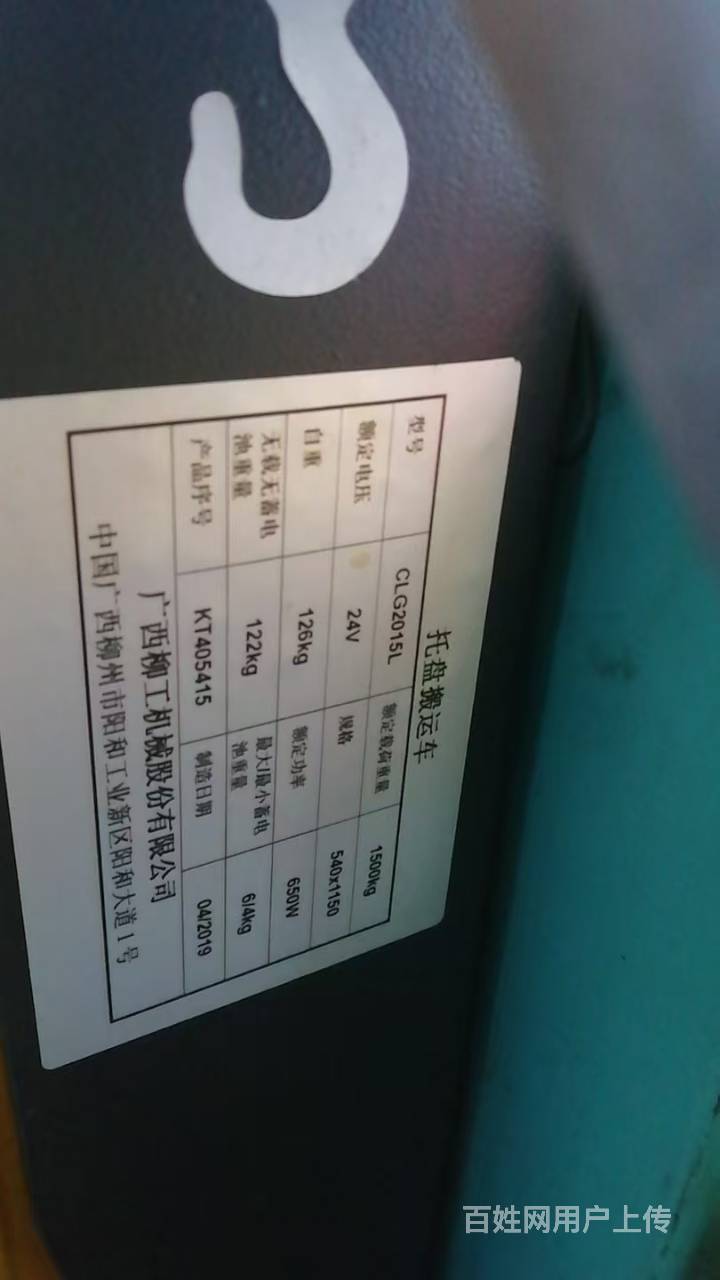 托盘搬运车
型号 CLG2015L 额定载荷重量 1500kg
额定电压 24V 规格 540x1150
自重 126kg 额定功率 650W
无载无蓄电池重量 122kg 最大/最小蓄电池重量 6/4kg
产品序号 KT405415 制造日期 04/2019
广西柳工机械股份有限公司
中国广西柳州市阳和工业新区阳和大道1号
百姓网用户上传